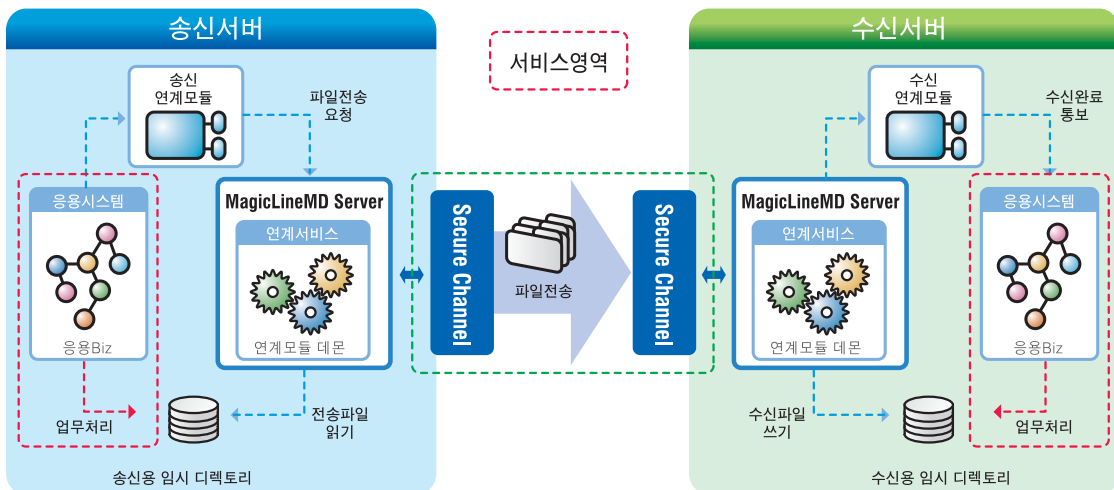 송신서버
서비스영역
수신서버
송신
연계모듈
파일전송
요청
응용시스템
응용Biz
업무처리
MagicLineMD Server
연계서비스
연계모듈 데몬
전송파일
읽기
송신용 임시 디렉토리
Secure Channel
파일전송
Secure Channel
수신
연계모듈
수신완료
통보
MagicLineMD Server
연계서비스
연계모듈 데몬
응용시스템
응용Biz
업무처리
수신파일
쓰기
수신용 임시 디렉토리